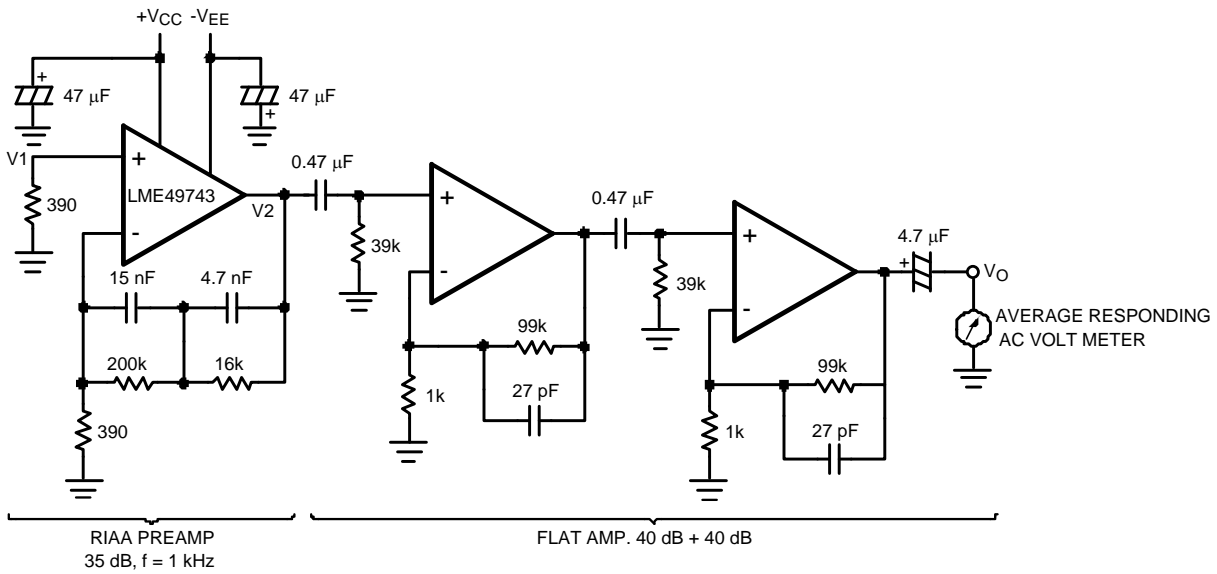 +VCC -VEE
+ 47 μF
47 μF +
V1
+
LME49743
-
390
V2
0.47 μF
39k
15 nF
4.7 nF
200k
16k
390
+
-
99k
1k
27 pF
0.47 μF
39k
+
-
99k
1k
27 pF
4.7 μF
+
VO
AVERAGE RESPONDING
AC VOLT METER
RIAA PREAMP
35 dB, f = 1 kHz
FLAT AMP. 40 dB + 40 dB